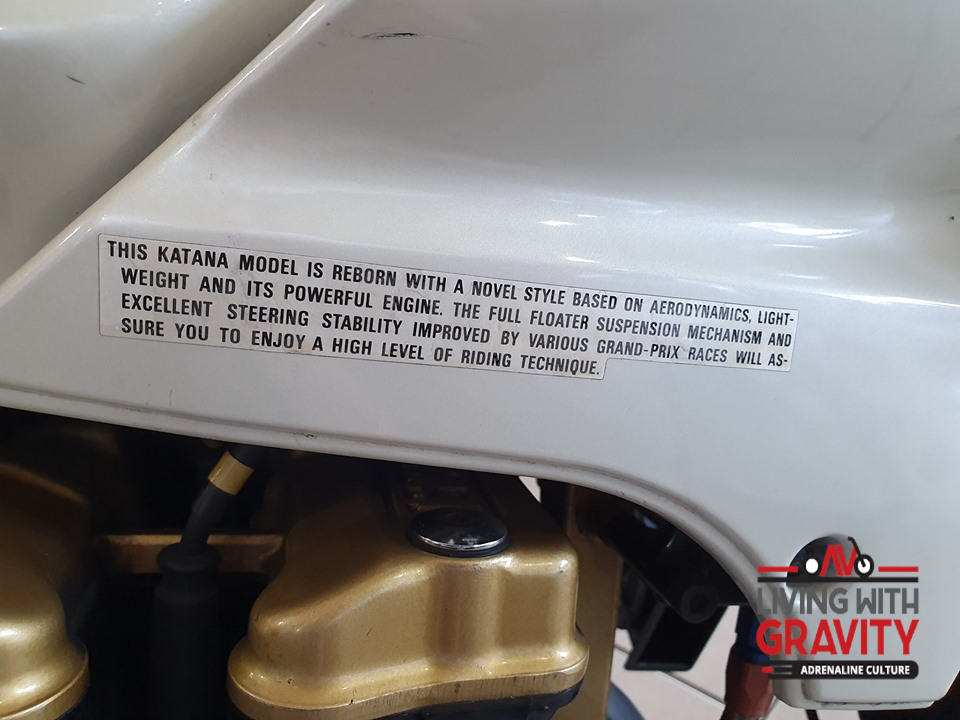 THIS KATANA MODEL IS REBORN WITH A NOVEL STYLE BASED ON AERODYNAMICS, LIGHT-
WEIGHT AND ITS POWERFUL ENGINE. THE FULL FLOATER SUSPENSION MECHANISM AND
EXCELLENT STEERING STABILITY IMPROVED BY VARIOUS GRAND-PRIX RACES WILL AS-
SURE YOU TO ENJOY A HIGH LEVEL OF RIDING TECHNIQUE.
LIVING WITH
GRAVITY
ADRENALINE CULTURE